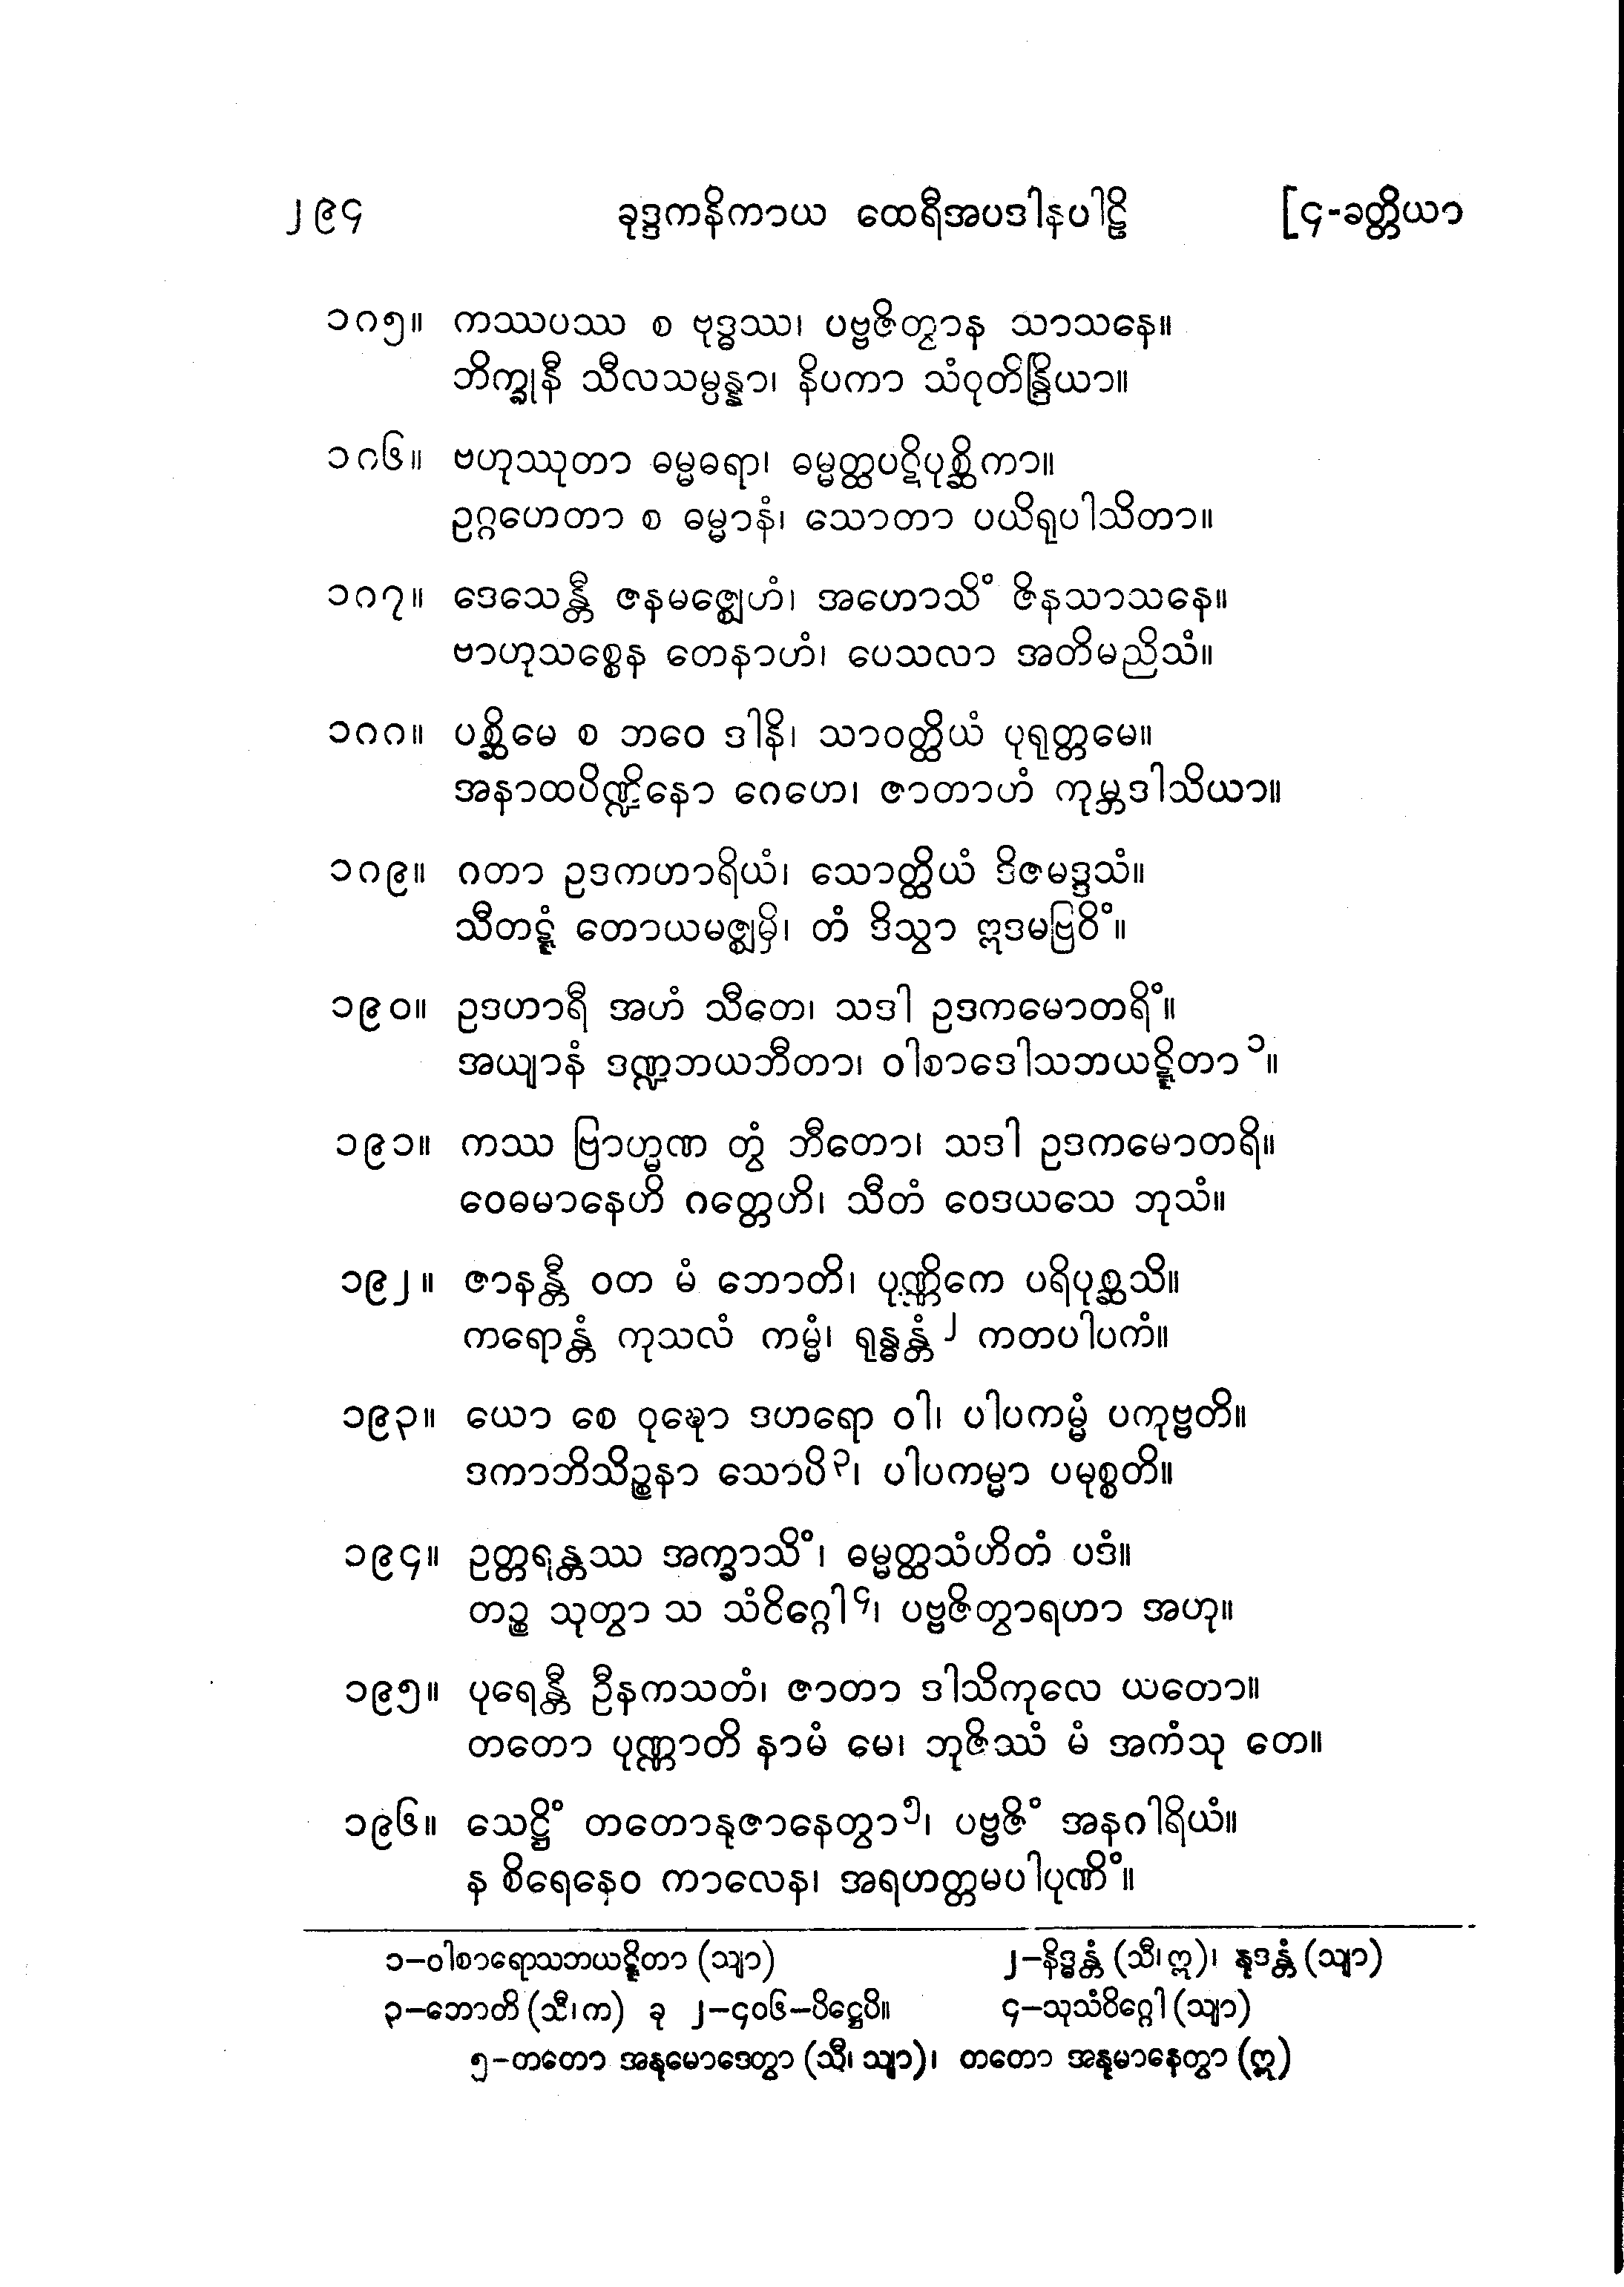 ၂၉၄ ခုဒ္ဒကနိကာယ ထေရီအပဒါနပါဠိ [၄-ခတ္တိယာ
၁၈၅။ ကဿပဿ စ ဗုဒ္ဓဿ၊ ပဗ္ဗဇိတွာန သာသနေ။
ဘိက္ခုနီ သီလသမ္ပန္နာ၊ နိပကာ သံဝုတိန္ဒြိယာ။
၁၈၆။ ဗဟုဿုတာ ဓမ္မဓရာ၊ ဓမ္မတ္ထပဋိပုစ္ဆိကာ။
ဥဂ္ဂဟေတာ စ ဓမ္မာနံ၊ သောတာ ပယိရုပါသိတာ။
၁၈၇။ ဒေသေန္တီ ဇနမဇ္ဈေဟံ၊ အဟောသိံ ဇိနသာသနေ။
ဗာဟုသစ္စေန တေနာဟံ၊ ပေသလာ အတိမညိသံ။
၁၈၈။ ပစ္ဆိမေ စ ဘဝေ ဒါနိ၊ သာဝတ္ထိယံ ပုရုတ္တမေ။
အနာထပိဏ္ဍိနော ဂေဟေ၊ ဇာတာဟံ ကုမ္ဘဒါသိယာ။
၁၈၉။ ဂတာ ဥဒကဟာရိယံ၊ သောတ္ထိယံ ဒိဇမဒ္ဒသံ။
သီတဋ္ဋံ တောယမဇ္ဈမှိ၊ တံ ဒိသွာ ဣဒမဗြဝိံ။
၁၉၀။ ဥဒဟာရီ အဟံ သီတေ၊ သဒါ ဥဒကမောတရိံ။
အယျာနံ ဒဏ္ဍဘယဘီတာ၊ ဝါစာဒေါသဘယဋ္ဋိတာ ၁။
၁၉၁။ ကဿ ဗြာဟ္မဏ တွံ ဘီတော၊ သဒါ ဥဒကမောတရိ။
ဝေဓမာနေဟိ ဂတ္တေဟိ၊ သီတံ ဝေဒယသေ ဘုသံ။
၁၉၂။ ဇာနန္တီ ဝတ မံ ဘောတိ၊ ပုဏ္ဏိကေ ပရိပုစ္ဆသိ။
ကရောန္တံ ကုသလံ ကမ္မံ၊ ရုန္ဓန္တံ ၂ ကတပါပကံ။
၁၉၃။ ယော စေ ဝုဍ္ဎော ဒဟရော ဝါ၊ ပါပကမ္မံ ပကုဗ္ဗတိ။
ဒကာဘိသိဉ္စနာ သောပိ ၃၊ ပါပကမ္မာ ပမုစ္စတိ။
၁၉၄။ ဥတ္တရန္တဿ အက္ခာသိံ၊ ဓမ္မတ္ထသံဟိတံ ပဒံ။
တဉ္စ သုတွာ သ သံဝိဂ္ဂေါ ၄၊ ပဗ္ဗဇိတွာရဟာ အဟု။
၁၉၅။ ပုရေန္တီ ဦနကသတံ၊ ဇာတာ ဒါသိကုလေ ယတော။
တတော ပုဏ္ဏာတိ နာမံ မေ၊ ဘုဇိဿံ မံ အကံသု တေ။
၁၉၆။ သေဋ္ဌိံ တတောနုဇာနေတွာ ၅၊ ပဗ္ဗဇိံ အနဂါရိယံ။
န စိရေနေဝ ကာလေန၊ အရဟတ္တမပါပုဏိံ။
၁–ဝါစာရောသဘယဋ္ဋိတာ (သျာ) ၂–နိဒ္ဓန္တံ (သီ၊ ဣ)၊ နုဒန္တံ (သျာ)
၃–ဘောတိ (သီ၊ က) ခု ၂–၄၀၆–ပိဋ္ဌေပိ။ ၄–သုသံဝိဂ္ဂေါ (သျာ)
၅–တတော အနုမောဒေတွာ (သီ၊ သျာ)၊ တတော အနုမာနေတွာ (ဣ)